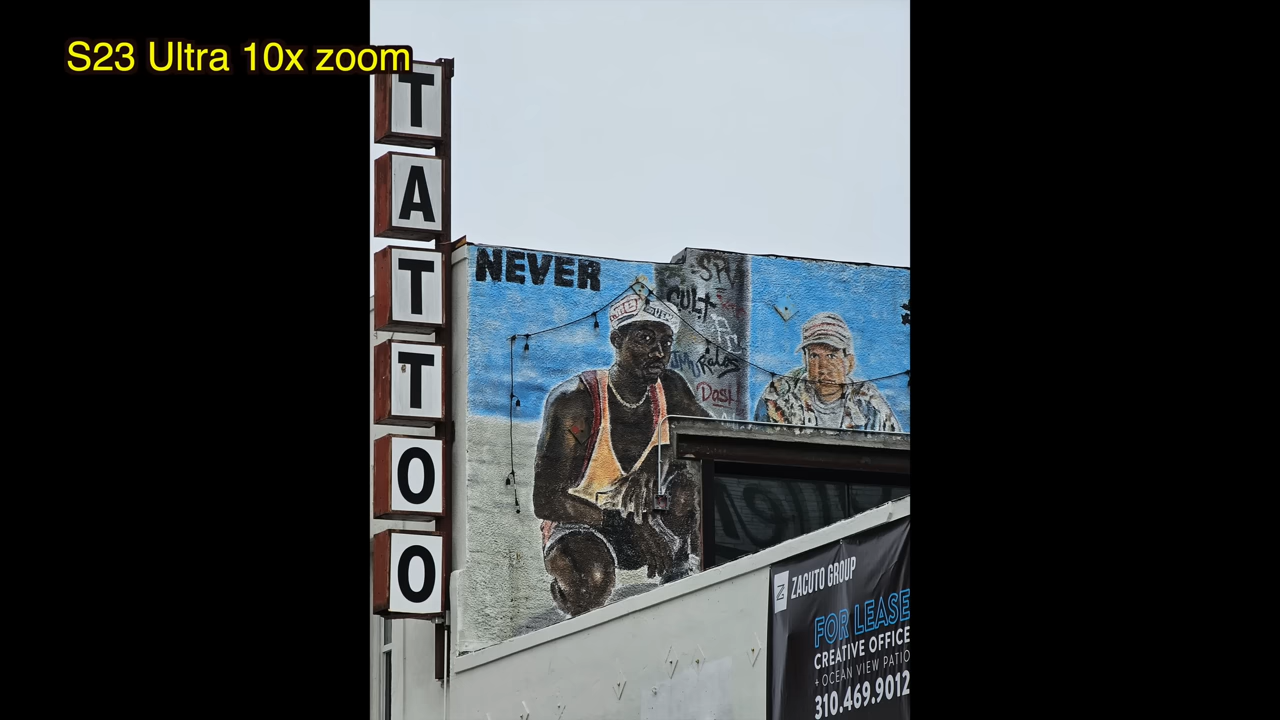 S23 Ultra 10x zoom
TATTOO
NEVER
CULT
Dash
ZACUTO GROUP
FOR LEASE
CREATIVE OFFICE
+ OCEAN VIEW PATIO
310.469.9012